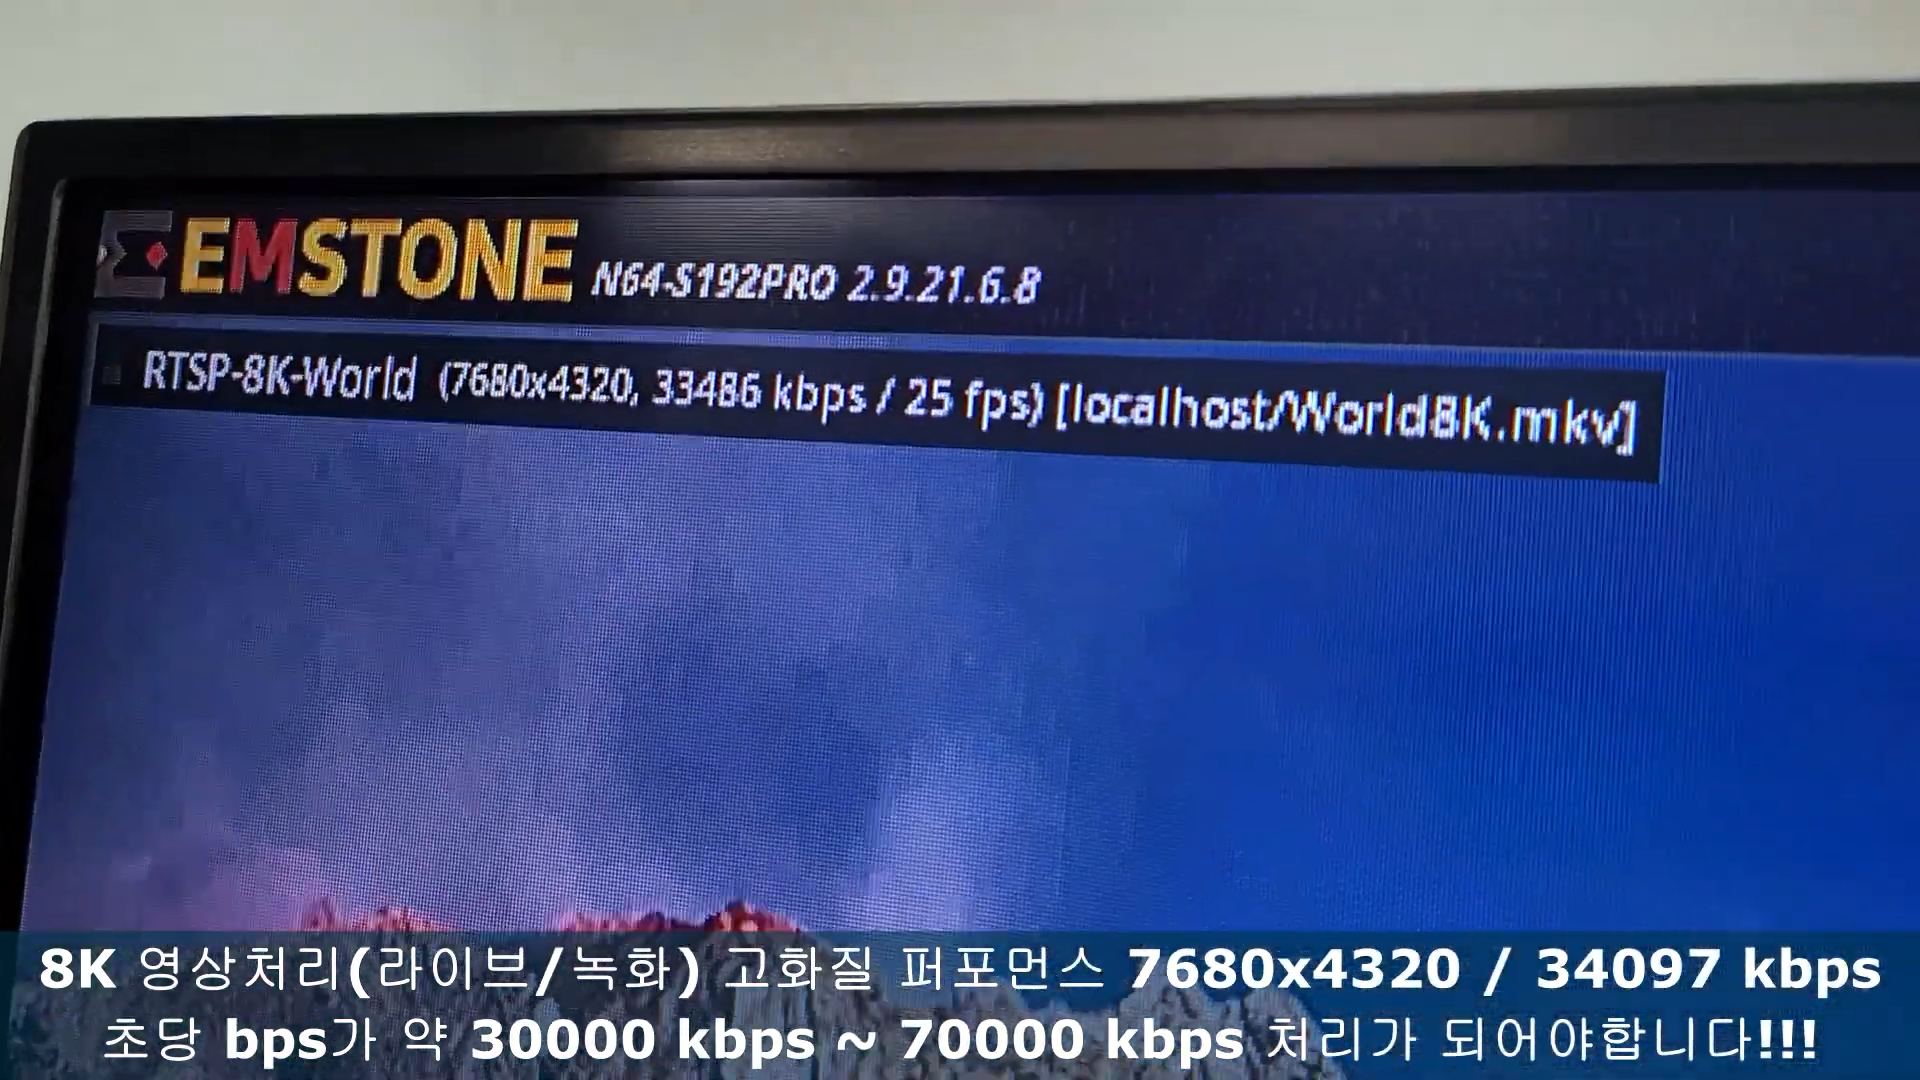 EMSTONE N64-S192PRO 2.9.21.6.8
RTSP-8K-World (7680x4320, 33486 kbps / 25 fps) [localhost/World8K.mkv]
8K 영상처리(라이브/녹화) 고화질 퍼포먼스 7680x4320 / 34097 kbps
초당 bps가 약 30000 kbps ~ 70000 kbps 처리가 되어야합니다!!!